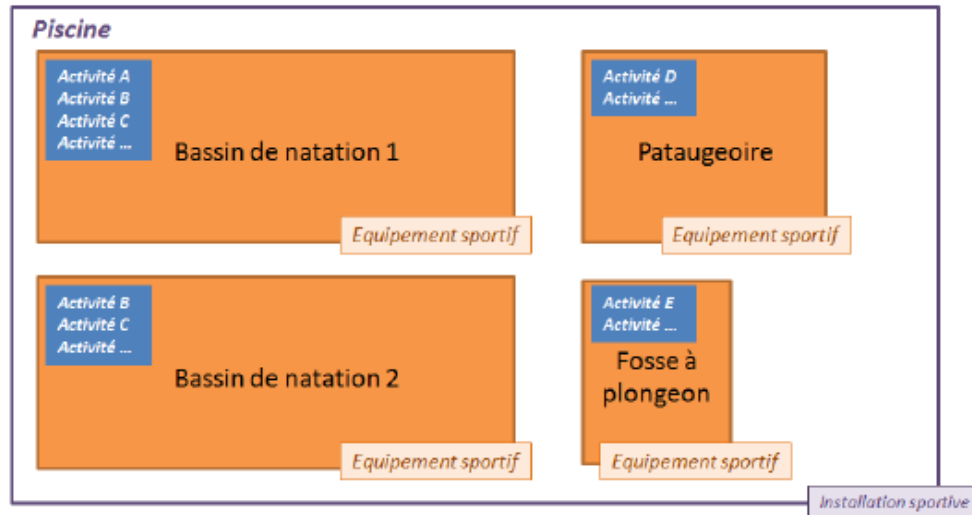 Piscine
Activité A
Activité B
Activité C
Activité ...
Bassin de natation 1
Equipement sportif
Activité D
Activité ...
Pataugeoire
Equipement sportif
Activité B
Activité C
Activité ...
Bassin de natation 2
Equipement sportif
Activité E
Activité ...
Fosse à
plongeon
Equipement sportif
Installation sportive